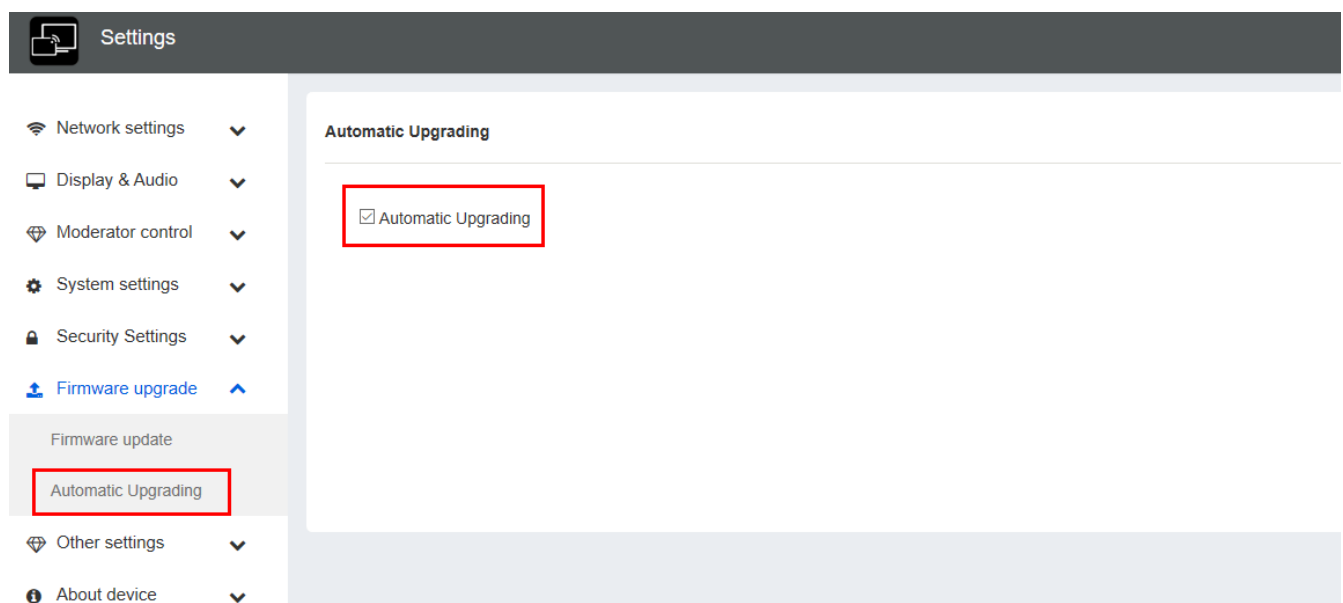 Settings
Network settings
Display & Audio
Moderator control
System settings
Security Settings
Firmware upgrade
Firmware update
Automatic Upgrading
Other settings
About device
Automatic Upgrading
Automatic Upgrading